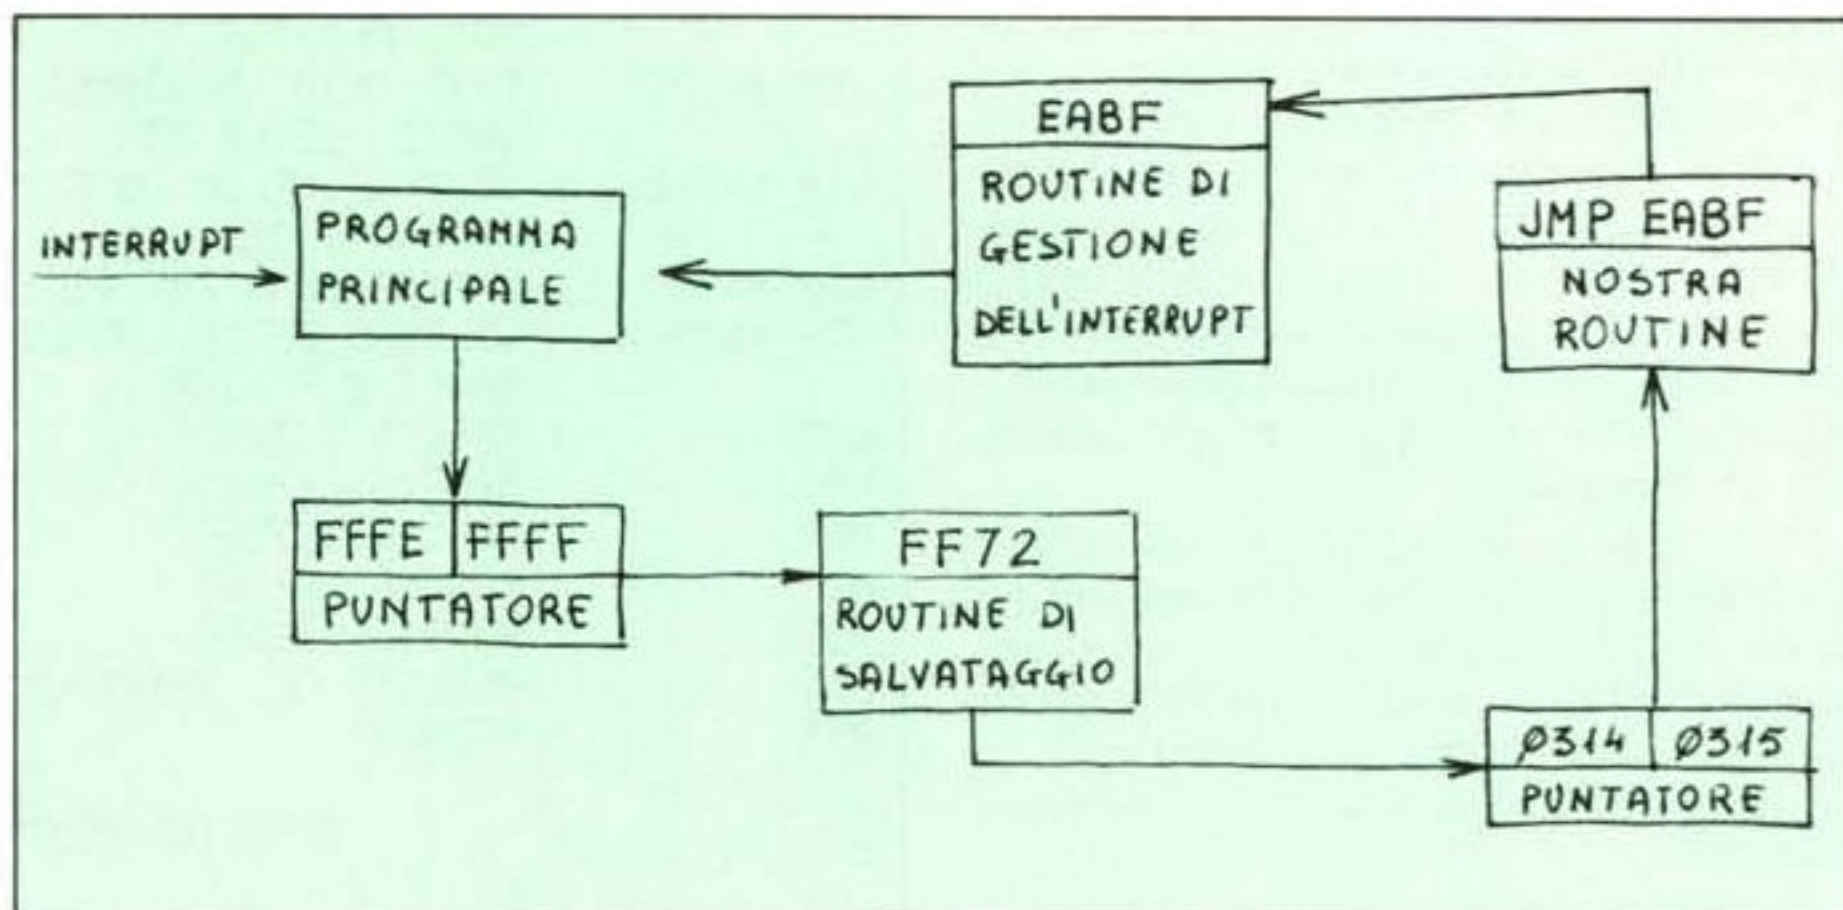 INTERRUPT
PROGRAMMA
PRINCIPALE
FFFE FFFF
PUNTATORE
FF72
ROUTINE DI
SALVATAGGIO
Ø314 Ø315
PUNTATORE
JMP EABF
NOSTRA
ROUTINE
EABF
ROUTINE DI
GESTIONE
DELL'INTERRUPT